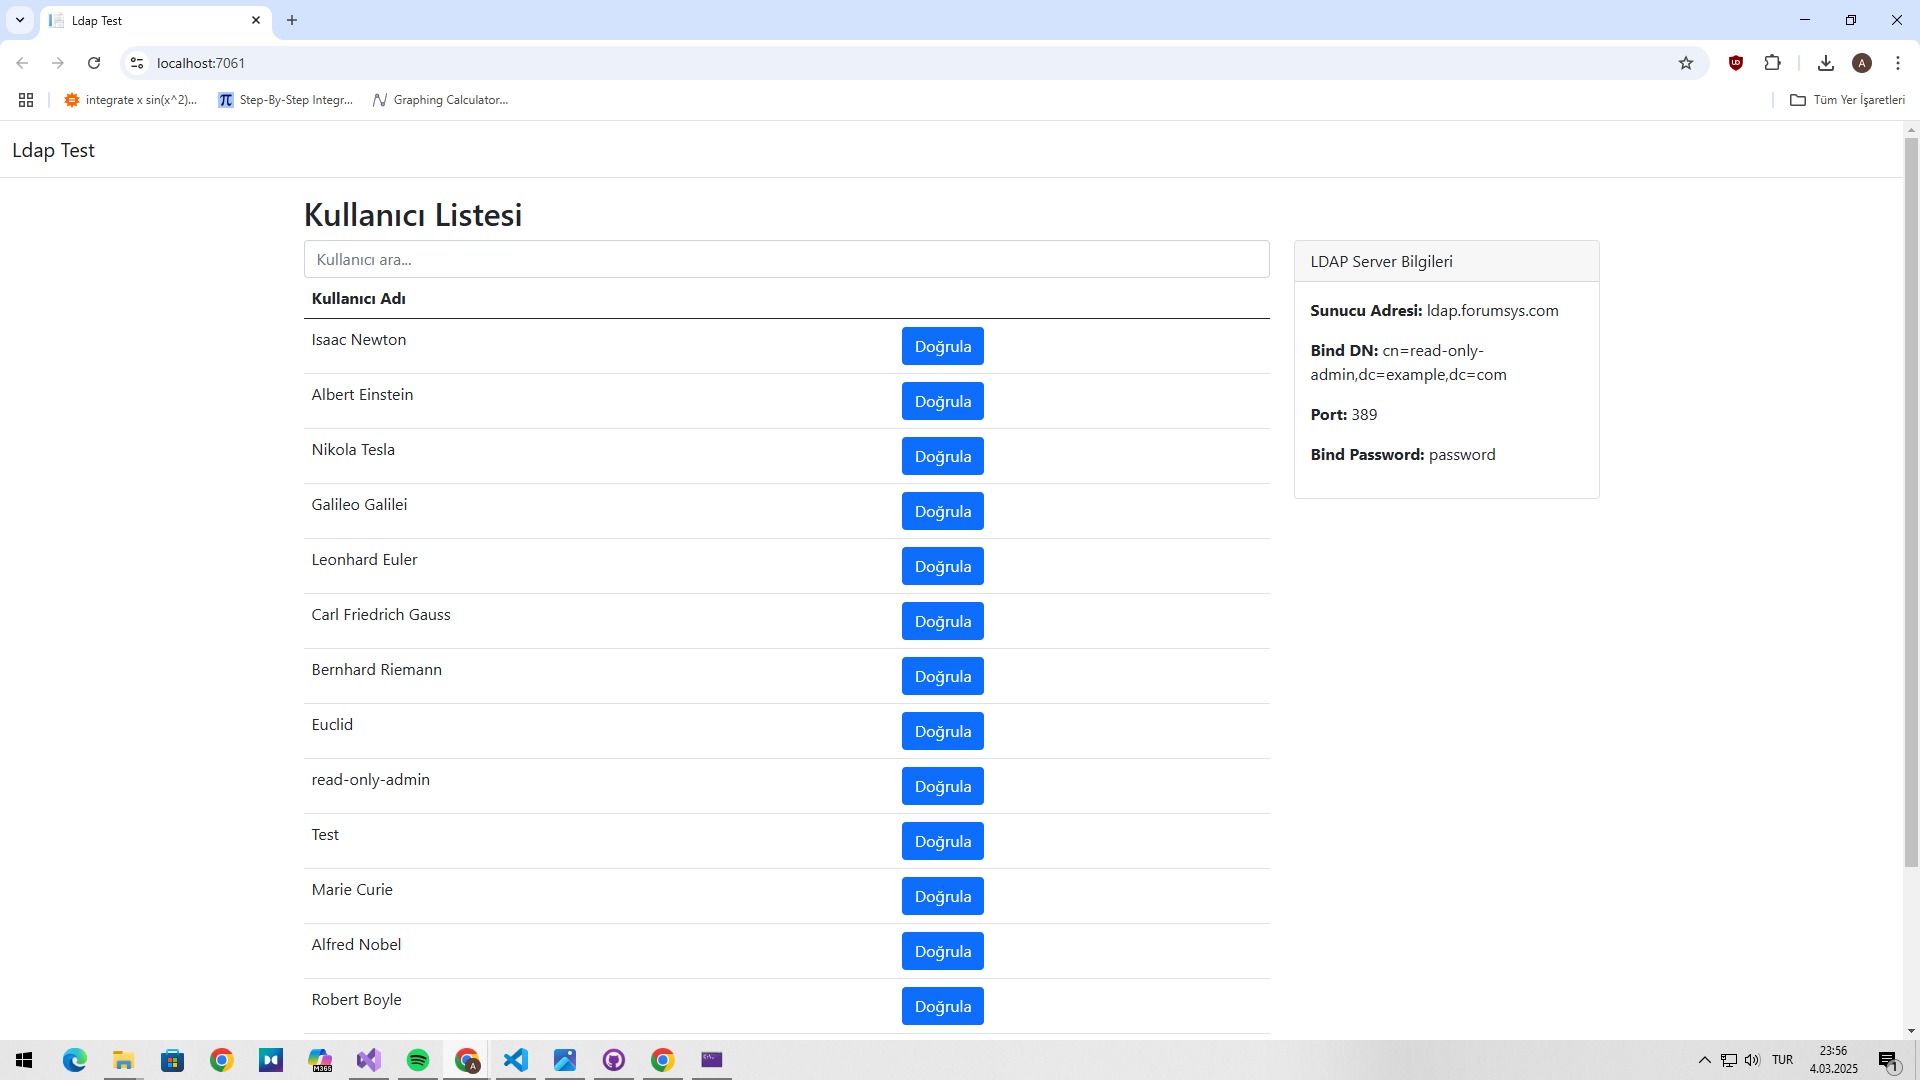 Ldap Test
localhost:7061
A
integrate x sin(x^2)...
Step-By-Step Integr...
Graphing Calculator...
Tüm Yer İşaretleri
Ldap Test
Kullanıcı Listesi
Kullanıcı ara...
Kullanıcı Adı
Isaac Newton Doğrula
Albert Einstein Doğrula
Nikola Tesla Doğrula
Galileo Galilei Doğrula
Leonhard Euler Doğrula
Carl Friedrich Gauss Doğrula
Bernhard Riemann Doğrula
Euclid Doğrula
read-only-admin Doğrula
Test Doğrula
Marie Curie Doğrula
Alfred Nobel Doğrula
Robert Boyle Doğrula
LDAP Server Bilgileri
Sunucu Adresi: ldap.forumsys.com
Bind DN: cn=read-only-
admin,dc=example,dc=com
Port: 389
Bind Password: password
M365
A
TUR
23:56
4.03.2025
1